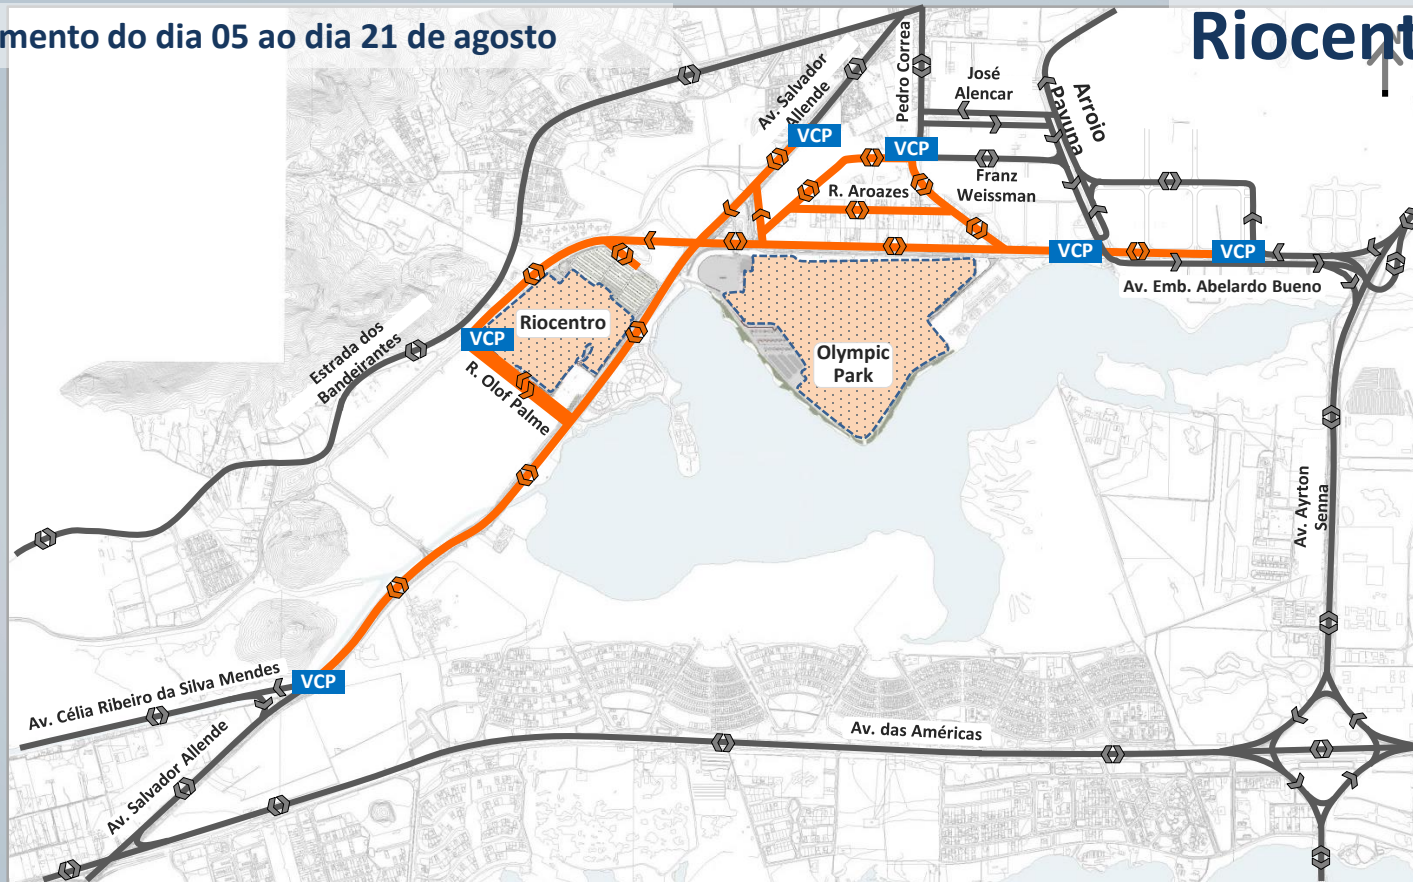 mento do dia 05 ao dia 21 de agosto
Riocent
Av. Salvador
Allende
Pedro Correa
José
Alencar
Arroio
Pavuna
VCP
VCP
Franz
Weissman
R. Aroazes
VCP
VCP
Av. Emb. Abelardo Bueno
Riocentro
VCP
Olympic
Park
Estrada dos
Bandeirantes
R. Olof Palme
Av. Ayrton
Senna
VCP
Av. Célia Ribeiro da Silva Mendes
Av. Salvador Allende
Av. das Américas